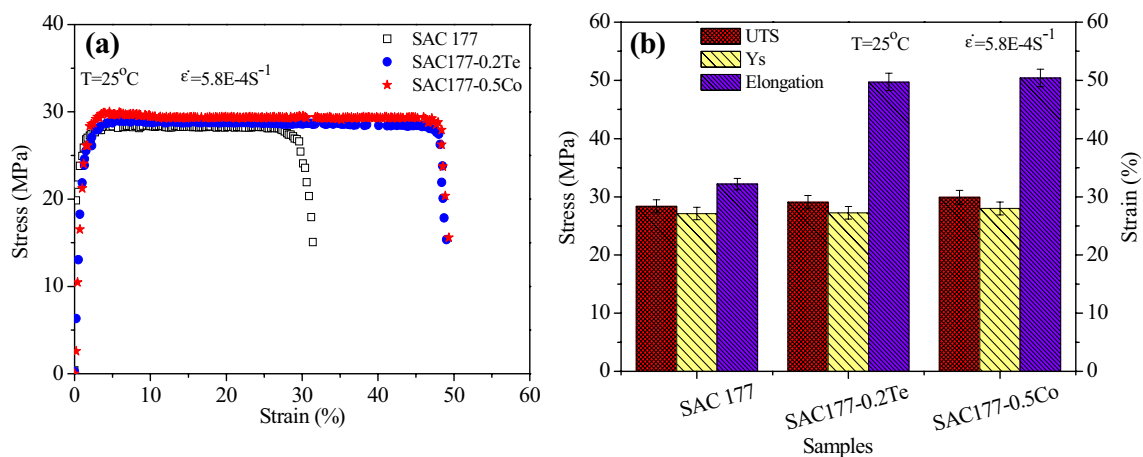 (a)
SAC 177
SAC177-0.2Te
SAC177-0.5Co
T=25°C ε̇=5.8E-4S⁻¹
40
30
20
10
0
0 10 20 30 40 50 60
Stress (MPa)
Strain (%)
(b)
UTS
Ys
Elongation
T=25°C ε̇=5.8E-4S⁻¹
60
50
40
30
20
10
0
Stress (MPa)
60
50
40
30
20
10
0
Strain (%)
SAC 177 SAC177-0.2Te SAC177-0.5Co
Samples